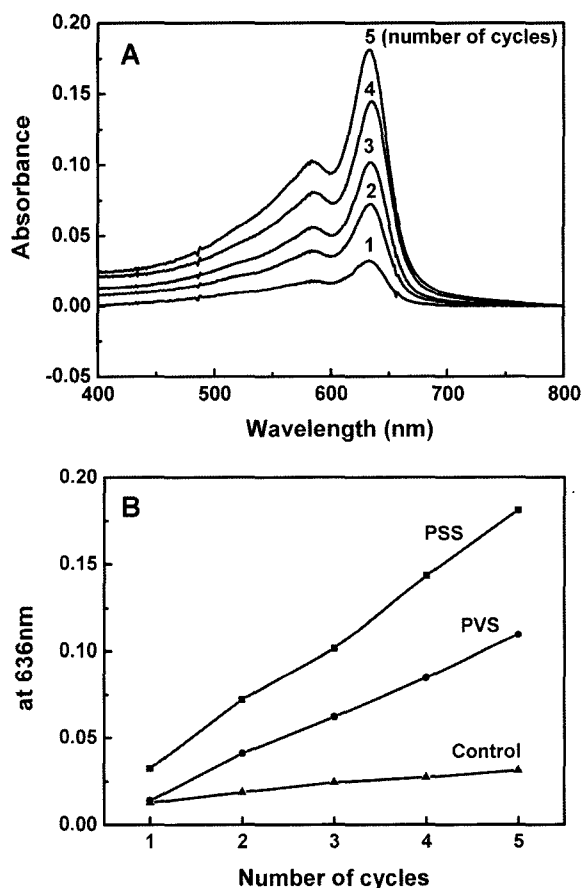 A
5 (number of cycles)
4
3
2
1
0.20
0.15
0.10
0.05
0.00
-0.05
Absorbance
400
500
600
700
800
Wavelength (nm)
B
PSS
PVS
Control
0.20
0.15
0.10
0.05
0.00
at 636nm
1
2
3
4
5
Number of cycles